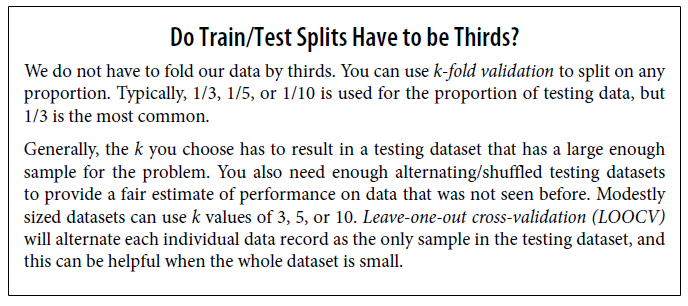 Do Train/Test Splits Have to be Thirds?
We do not have to fold our data by thirds. You can use k-fold validation to split on any
proportion. Typically, 1/3, 1/5, or 1/10 is used for the proportion of testing data, but
1/3 is the most common.
Generally, the k you choose has to result in a testing dataset that has a large enough
sample for the problem. You also need enough alternating/shuffled testing datasets
to provide a fair estimate of performance on data that was not seen before. Modestly
sized datasets can use k values of 3, 5, or 10. Leave-one-out cross-validation (LOOCV)
will alternate each individual data record as the only sample in the testing dataset, and
this can be helpful when the whole dataset is small.